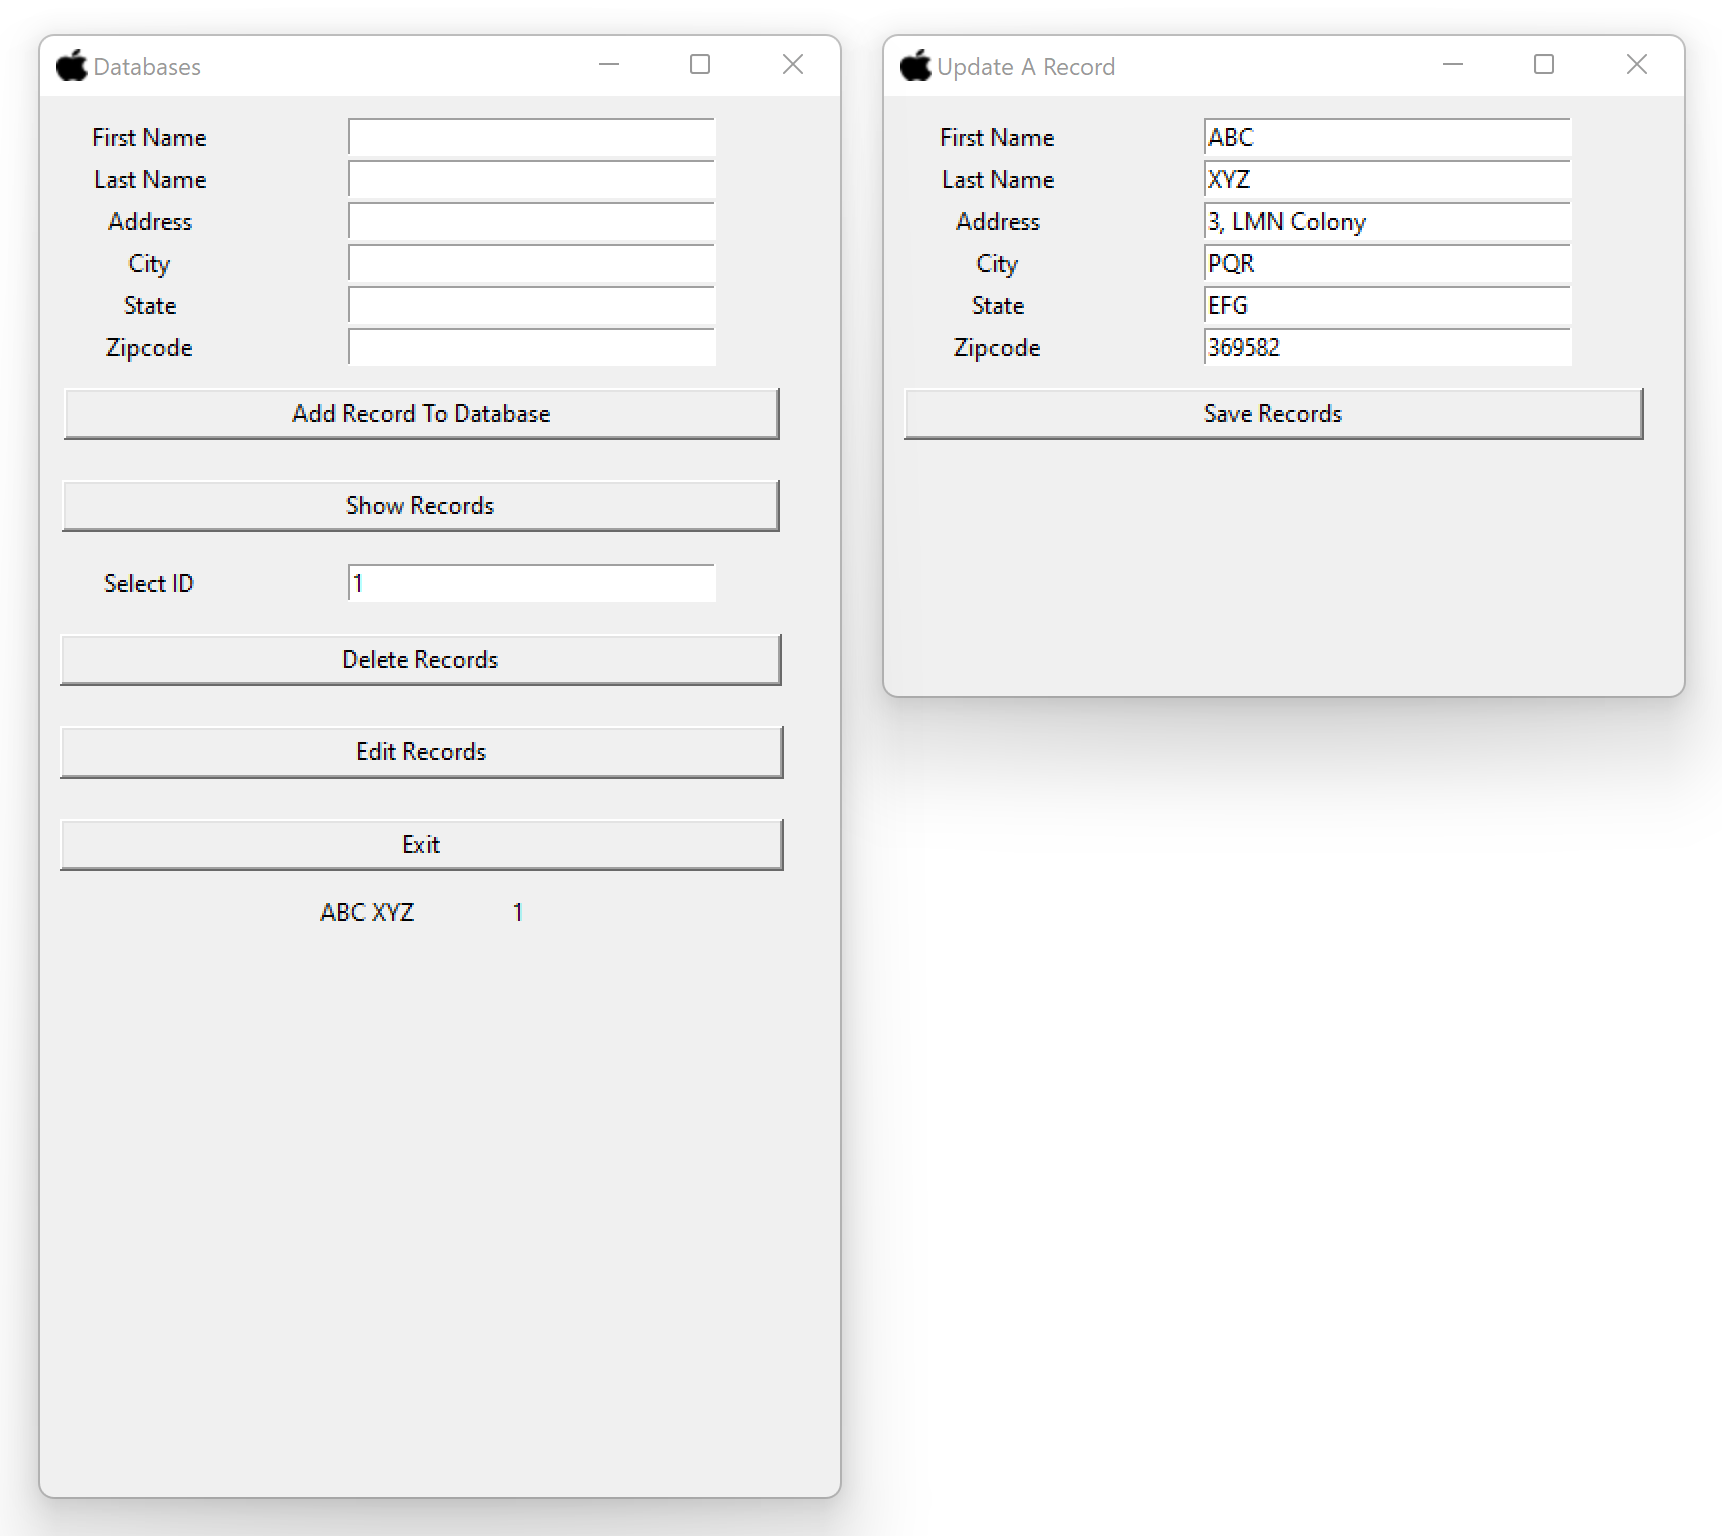 Databases
First Name
Last Name
Address
City
State
Zipcode
Add Record To Database
Show Records
Select ID 1
Delete Records
Edit Records
Exit
ABC XYZ 1
Update A Record
First Name ABC
Last Name XYZ
Address 3, LMN Colony
City PQR
State EFG
Zipcode 369582
Save Records